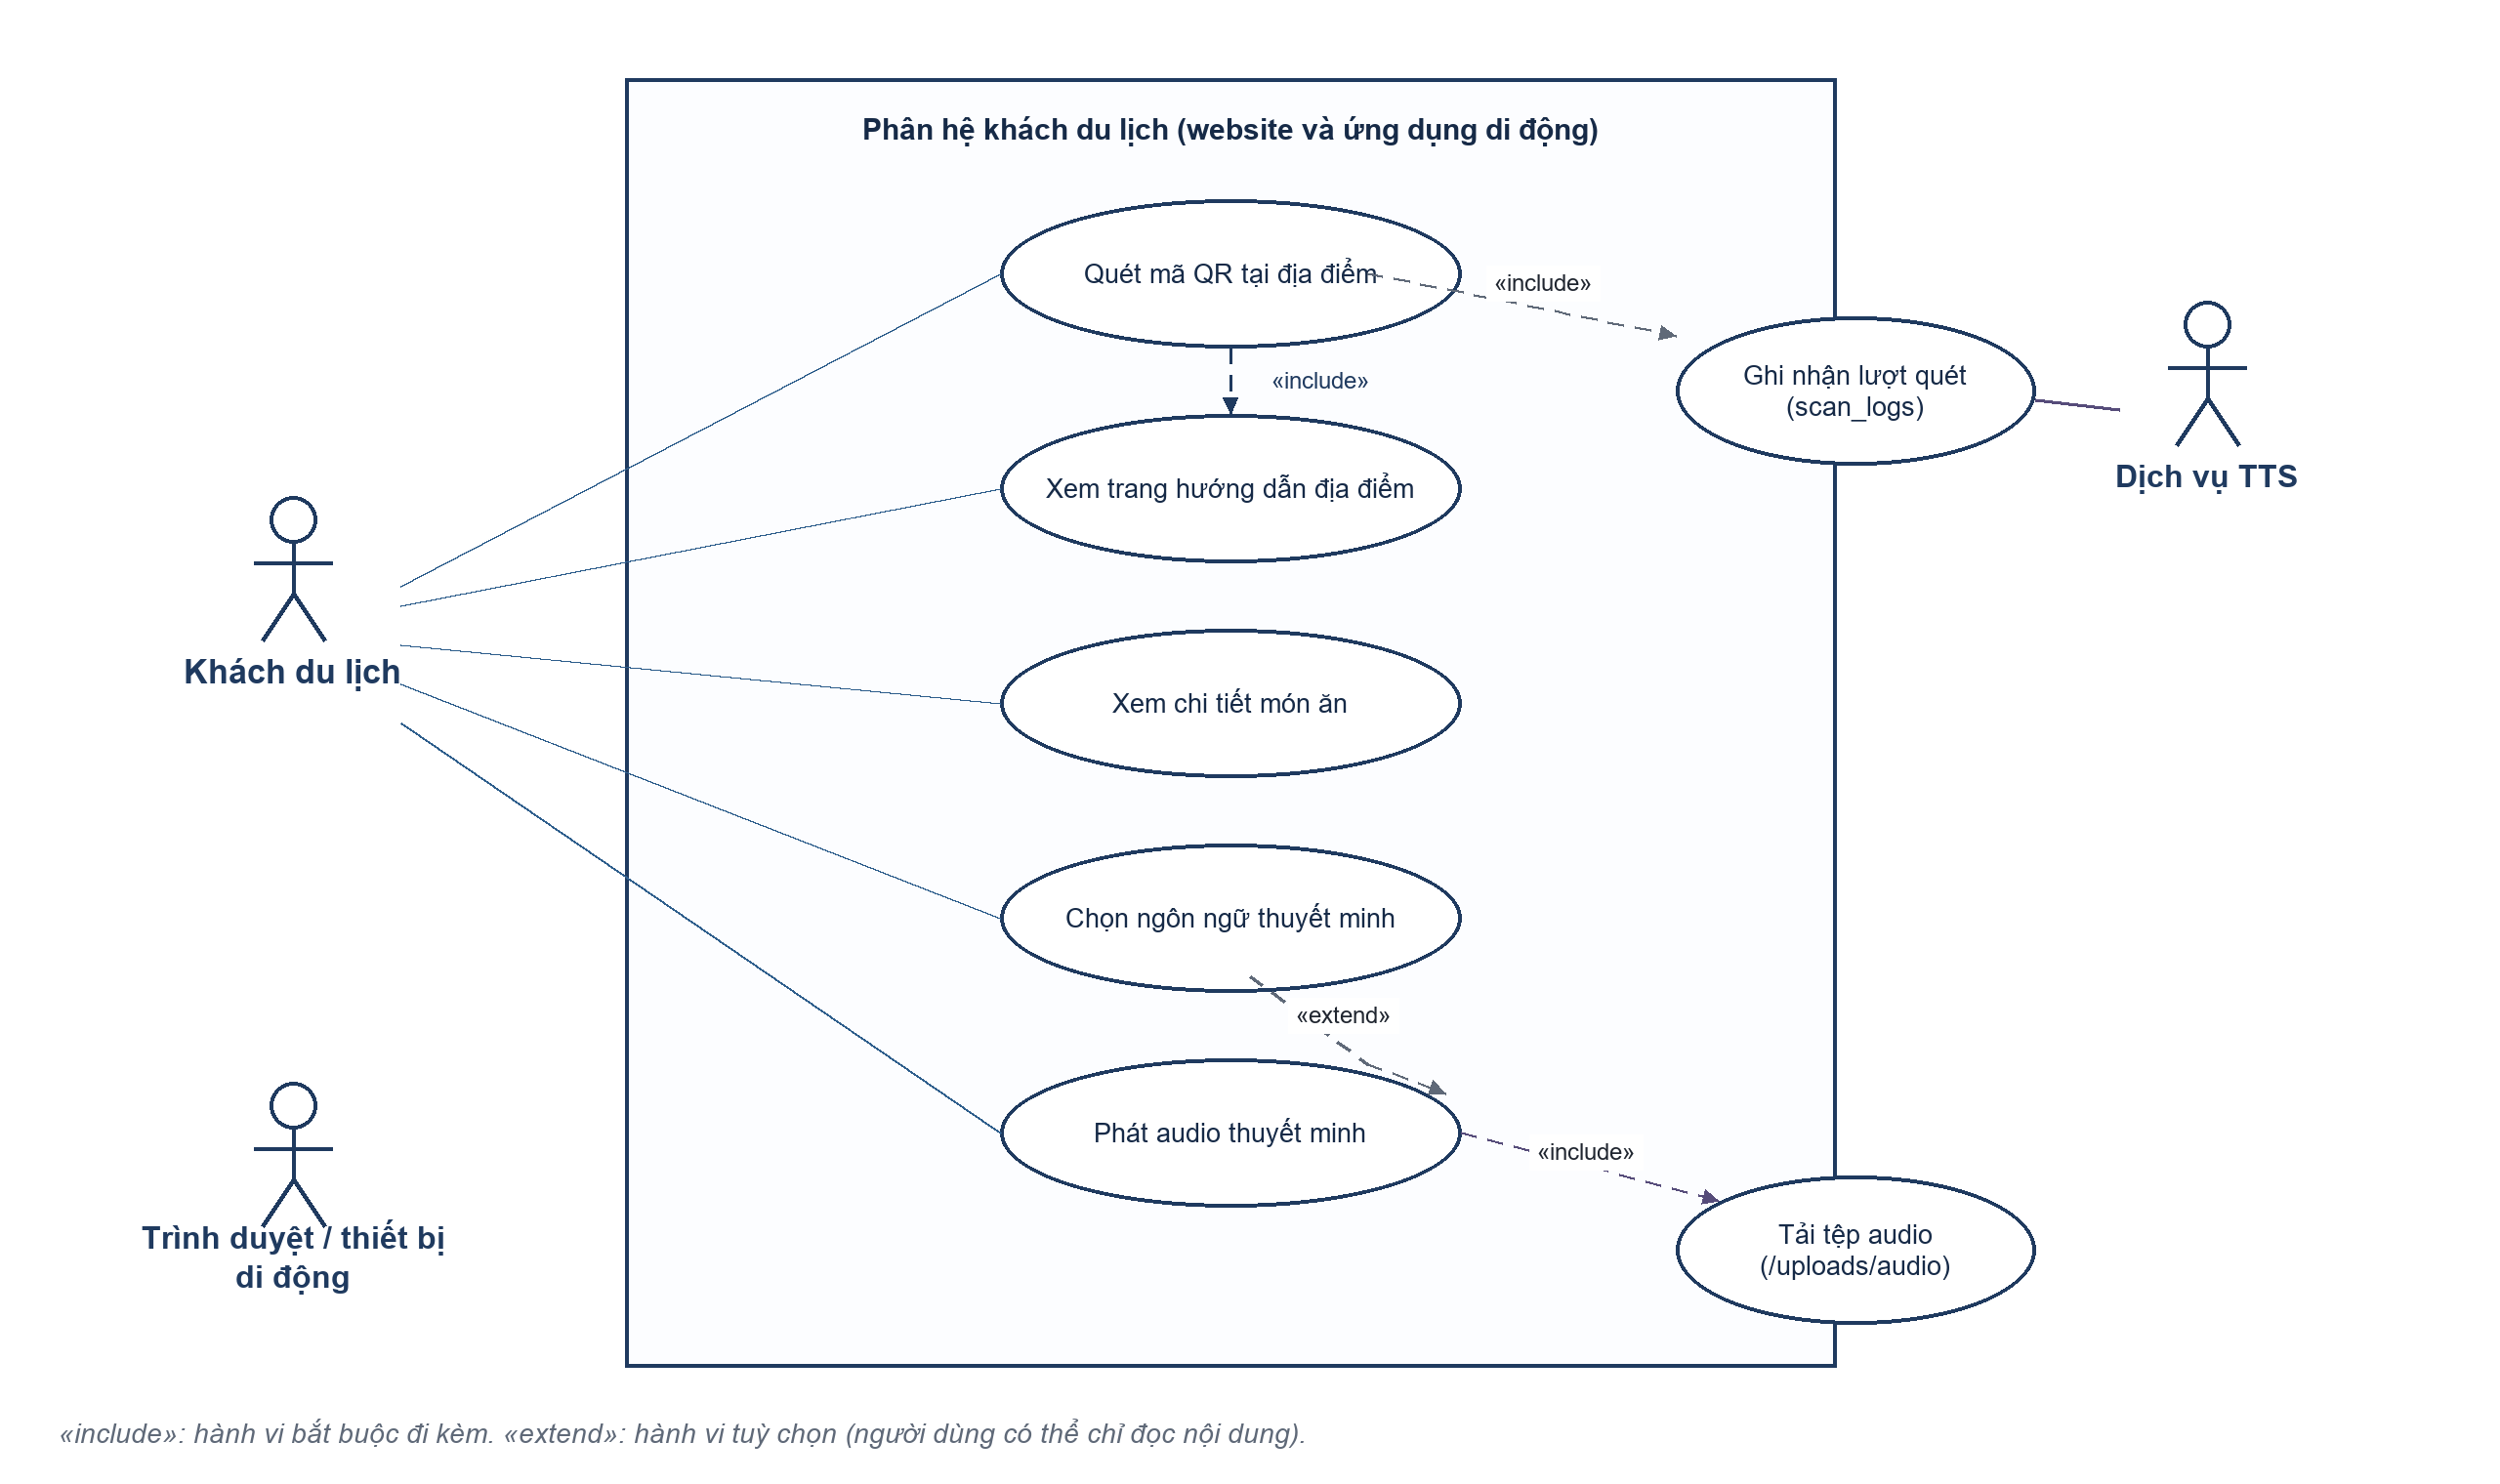 Phân hệ khách du lịch (website và ứng dụng di động)
Quét mã QR tại địa điểm
«include»
«include»
Ghi nhận lượt quét
(scan_logs)
Dịch vụ TTS
Xem trang hướng dẫn địa điểm
Khách du lịch
Xem chi tiết món ăn
Chọn ngôn ngữ thuyết minh
«extend»
Phát audio thuyết minh
«include»
Trình duyệt / thiết bị
di động
Tải tệp audio
(/uploads/audio)
«include»: hành vi bắt buộc đi kèm. «extend»: hành vi tuỳ chọn (người dùng có thể chỉ đọc nội dung).